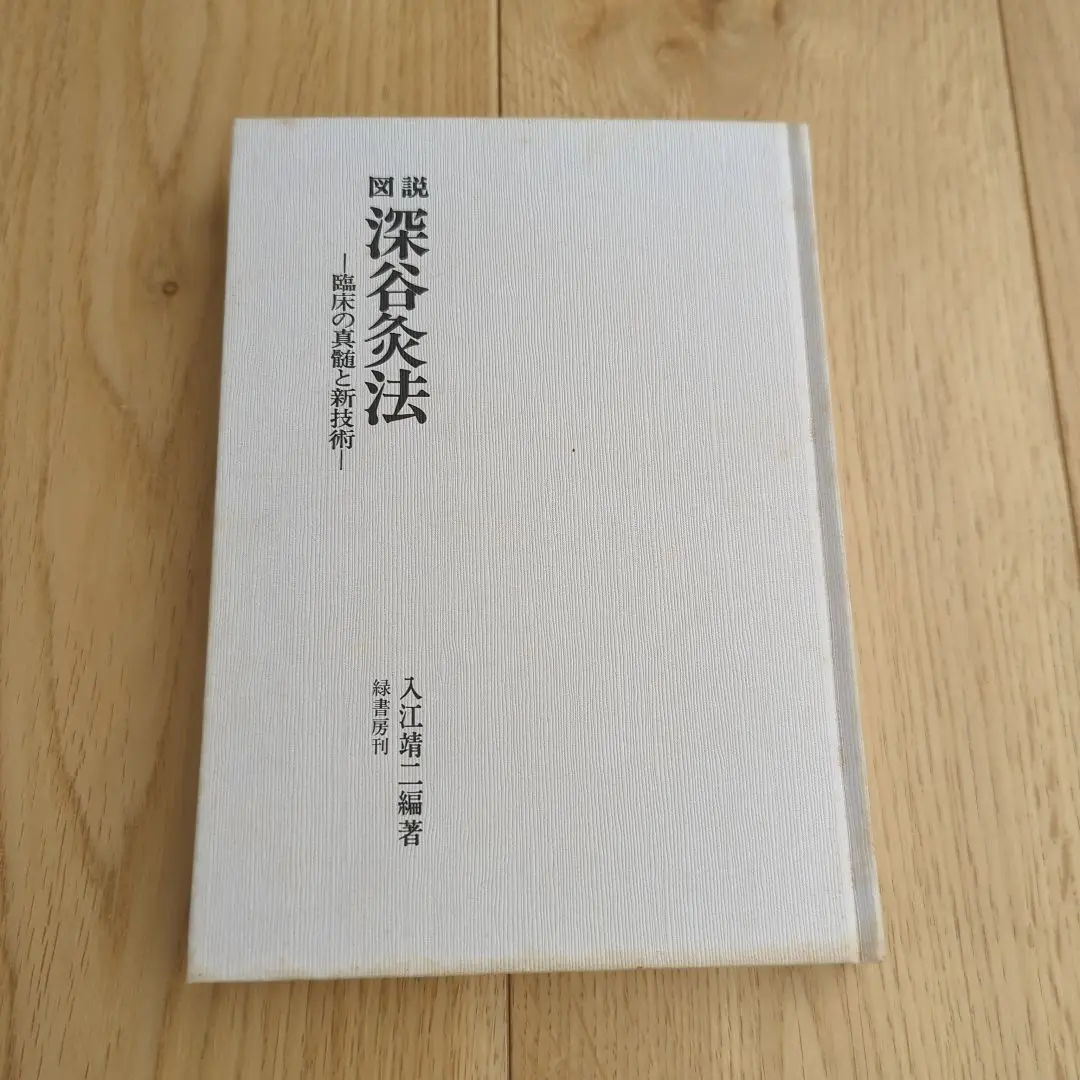 図説
深谷灸法
―臨床の真髄と新技術―
入江靖二編著
緑書房刊